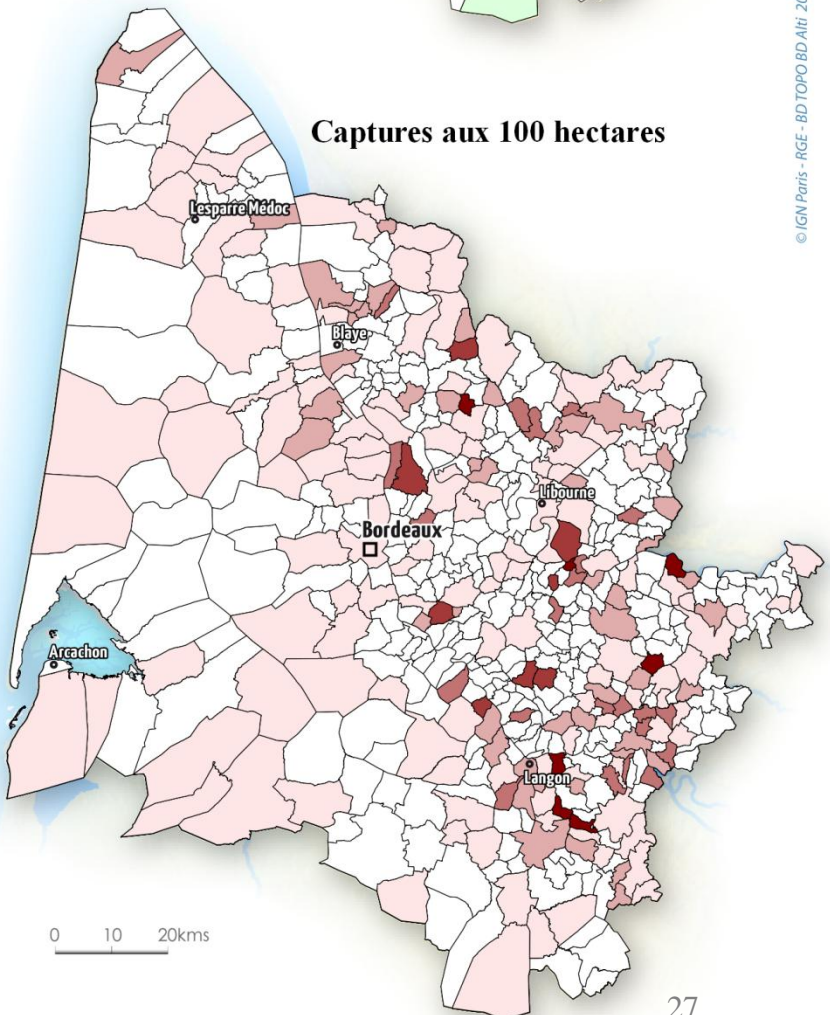 © IGN Paris - RGE - BD TOPO BD Alti 20
Captures aux 100 hectares
Lesparre Médoc
Blaye
Libourne
Bordeaux
Arcachon
Langon
0 10 20kms
27